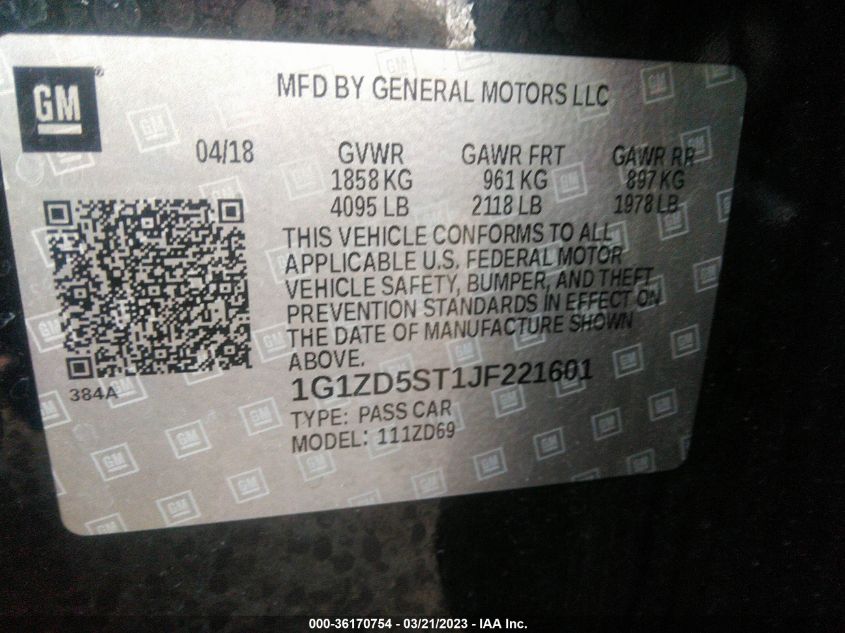 GM
MFD BY GENERAL MOTORS LLC
04/18 GVWR GAWR FRT GAWR RR
1858 KG 961 KG 897 KG
4095 LB 2118 LB 1978 LB
THIS VEHICLE CONFORMS TO ALL
APPLICABLE U.S. FEDERAL MOTOR
VEHICLE SAFETY, BUMPER, AND THEFT
PREVENTION STANDARDS IN EFFECT ON
THE DATE OF MANUFACTURE SHOWN
ABOVE.
384A
1G1ZD5ST1JF221601
TYPE: PASS CAR
MODEL: 111ZD69
000-36170754 / 03/21/2023 - IAA Inc.